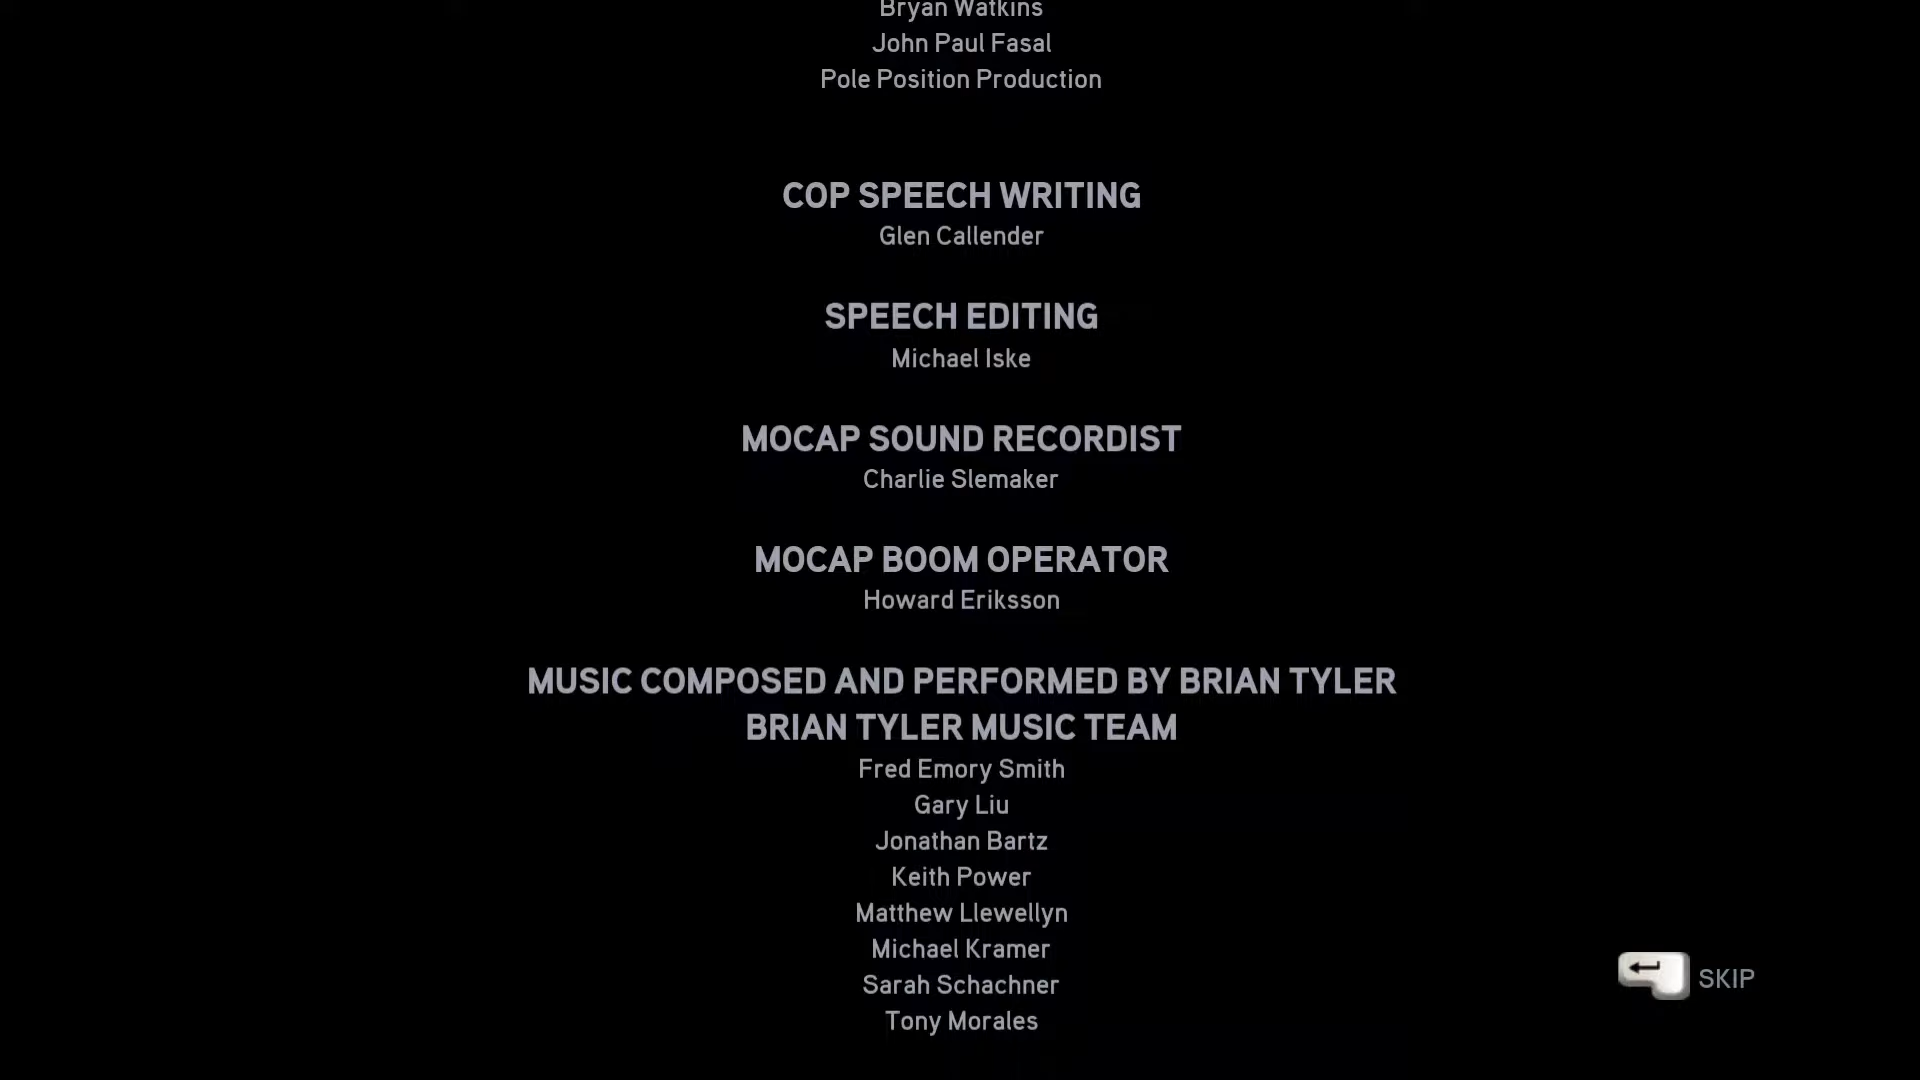 Bryan Watkins
John Paul Fasal
Pole Position Production
COP SPEECH WRITING
Glen Callender
SPEECH EDITING
Michael Iske
MOCAP SOUND RECORDIST
Charlie Slemaker
MOCAP BOOM OPERATOR
Howard Eriksson
MUSIC COMPOSED AND PERFORMED BY BRIAN TYLER
BRIAN TYLER MUSIC TEAM
Fred Emory Smith
Gary Liu
Jonathan Bartz
Keith Power
Matthew Llewellyn
Michael Kramer
Sarah Schachner
Tony Morales
SKIP